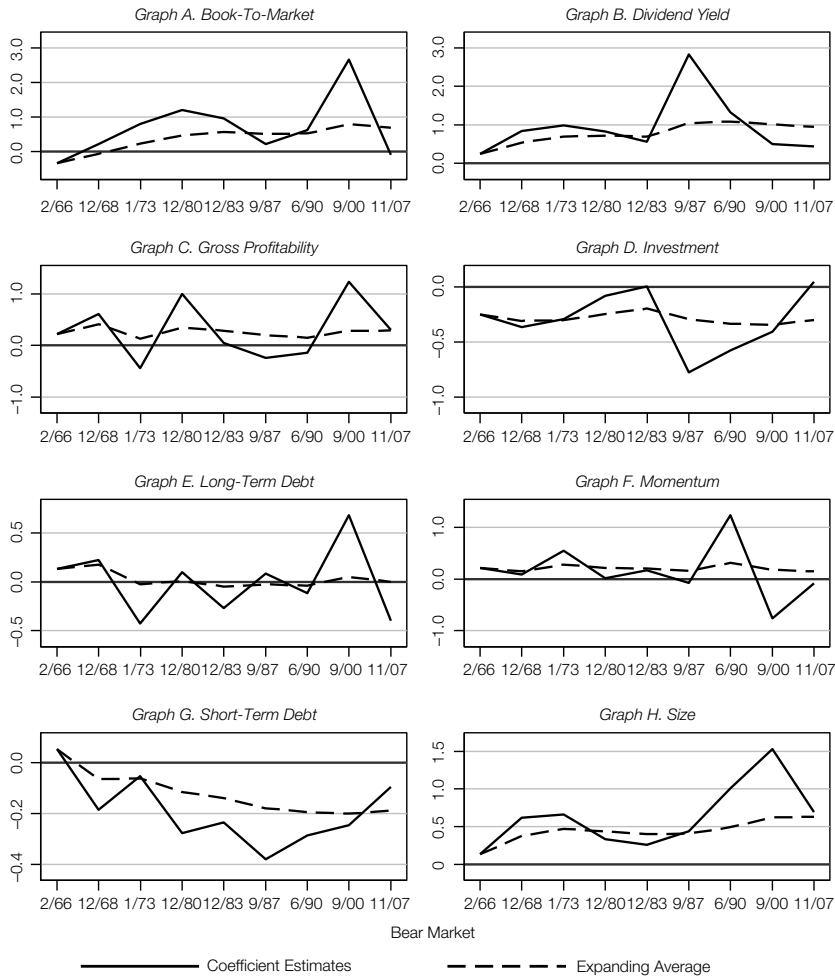 Graph A. Book-To-Market
3.0
2.0
1.0
0.0
2/66 12/68 1/73 12/80 12/83 9/87 6/90 9/00 11/07
Graph B. Dividend Yield
3.0
2.0
1.0
0.0
2/66 12/68 1/73 12/80 12/83 9/87 6/90 9/00 11/07
Graph C. Gross Profitability
1.0
0.0
−1.0
2/66 12/68 1/73 12/80 12/83 9/87 6/90 9/00 11/07
Graph D. Investment
0.0
−0.5
−1.0
2/66 12/68 1/73 12/80 12/83 9/87 6/90 9/00 11/07
Graph E. Long-Term Debt
0.5
0.0
−0.5
2/66 12/68 1/73 12/80 12/83 9/87 6/90 9/00 11/07
Graph F. Momentum
1.0
0.0
−1.0
2/66 12/68 1/73 12/80 12/83 9/87 6/90 9/00 11/07
Graph G. Short-Term Debt
0.0
−0.2
−0.4
2/66 12/68 1/73 12/80 12/83 9/87 6/90 9/00 11/07
Graph H. Size
1.5
1.0
0.5
0
2/66 12/68 1/73 12/80 12/83 9/87 6/90 9/00 11/07
Bear Market
Coefficient Estimates
Expanding Average